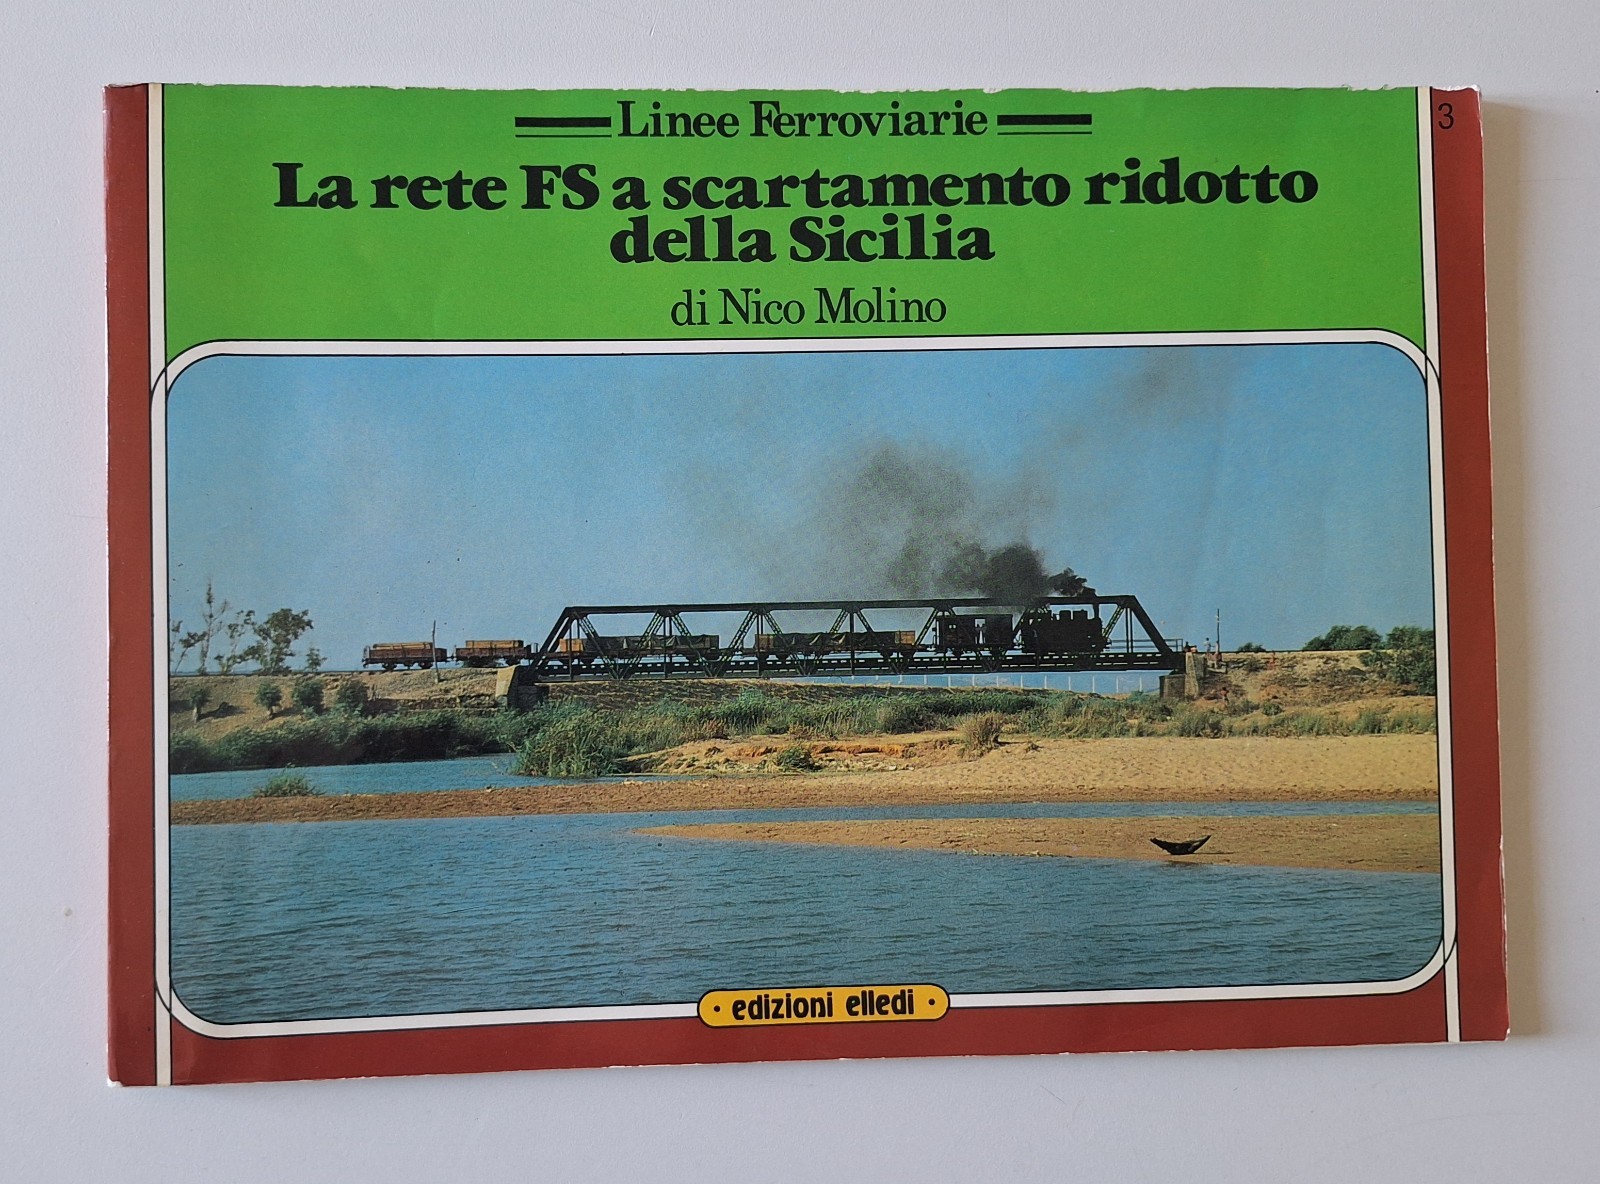 Linee Ferroviarie
3
La rete FS a scartamento ridotto
della Sicilia
di Nico Molino
• edizioni elledi •